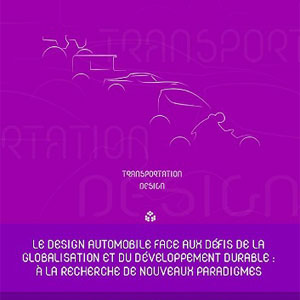 TRANSPORTATION
RTATION
DESIGN
TRANSPORTATION
DESIGN
LE DESIGN AUTOMOBILE FACE AUX DÉFIS DE LA
GLOBALISATION ET DU DÉVELOPPEMENT DURABLE :
À LA RECHERCHE DE NOUVEAUX PARADIGMES